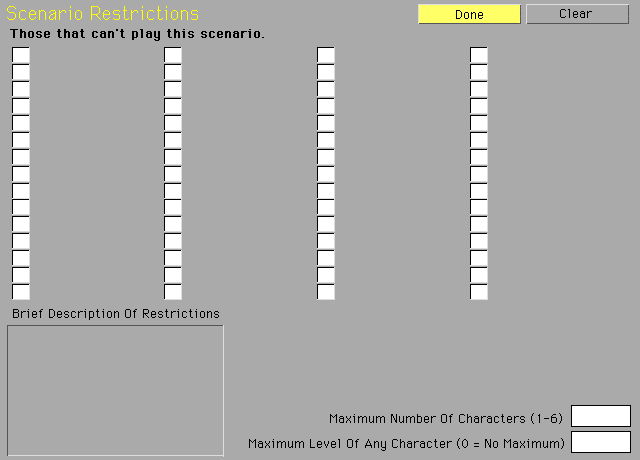 Scenario Restrictions
Done
Clear
Those that can't play this scenario.
Brief Description Of Restrictions
Maximum Number Of Characters (1-6)
Maximum Level Of Any Character (0 = No Maximum)